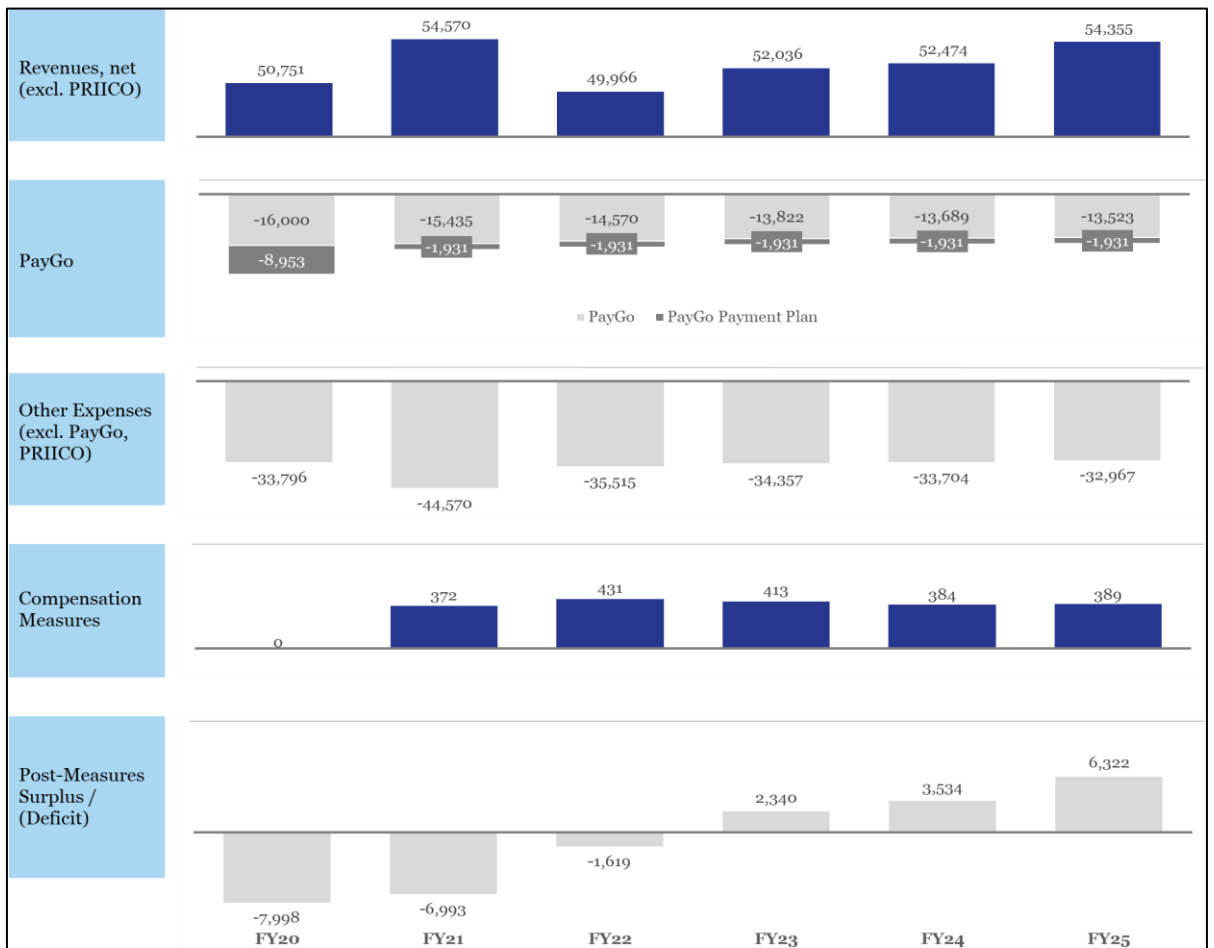 Revenues, net
(excl. PRIICO)
50,751
54,570
49,966
52,036
52,474
54,355
PayGo
-16,000
-15,435
-14,570
-13,822
-13,689
-13,523
-8,953
-1,931
-1,931
-1,931
-1,931
-1,931
PayGo
PayGo Payment Plan
Other Expenses
(excl. PayGo,
PRIICO)
-33,796
-44,570
-35,515
-34,357
-33,704
-32,967
Compensation
Measures
0
372
431
413
384
389
Post-Measures
Surplus /
(Deficit)
-7,998
-6,993
-1,619
2,340
3,534
6,322
FY20
FY21
FY22
FY23
FY24
FY25